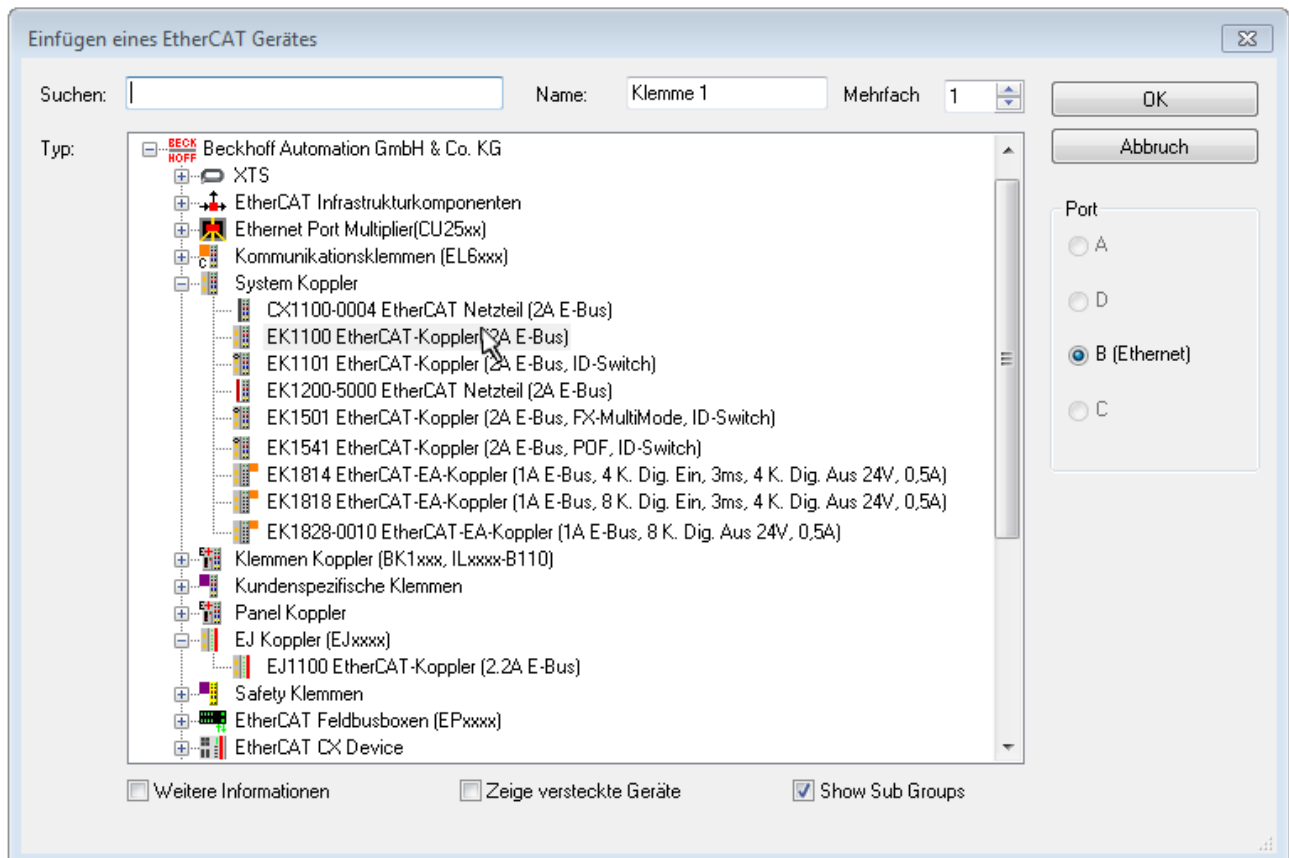 Einfügen eines EtherCAT Gerätes
Suchen: Name: Klemme 1 Mehrfach 1 OK
Typ: Abbruch
BECK HOFF Beckhoff Automation GmbH & Co. KG
XTS
EtherCAT Infrastrukturkomponenten
Ethernet Port Multiplier(CU25xx)
Kommunikationsklemmen (EL6xxx)
System Koppler
CX1100-0004 EtherCAT Netzteil (2A E-Bus)
EK1100 EtherCAT-Koppler (2A E-Bus)
EK1101 EtherCAT-Koppler (2A E-Bus, ID-Switch)
EK1200-5000 EtherCAT Netzteil (2A E-Bus)
EK1501 EtherCAT-Koppler (2A E-Bus, FX-MultiMode, ID-Switch)
EK1541 EtherCAT-Koppler (2A E-Bus, POF, ID-Switch)
EK1814 EtherCAT-EA-Koppler (1A E-Bus, 4 K. Dig. Ein, 3ms, 4 K. Dig. Aus 24V, 0,5A)
EK1818 EtherCAT-EA-Koppler (1A E-Bus, 8 K. Dig. Ein, 3ms, 4 K. Dig. Aus 24V, 0,5A)
EK1828-0010 EtherCAT-EA-Koppler (1A E-Bus, 8 K. Dig. Aus 24V, 0,5A)
Klemmen Koppler (BK1xxx, ILxxxx-B110)
Kundenspezifische Klemmen
Panel Koppler
EJ Koppler (EJxxxx)
EJ1100 EtherCAT-Koppler (2.2A E-Bus)
Safety Klemmen
EtherCAT Feldbusboxen (EPxxxx)
EtherCAT CX Device
Port
A
D
B (Ethernet)
C
Weitere Informationen Zeige versteckte Geräte Show Sub Groups